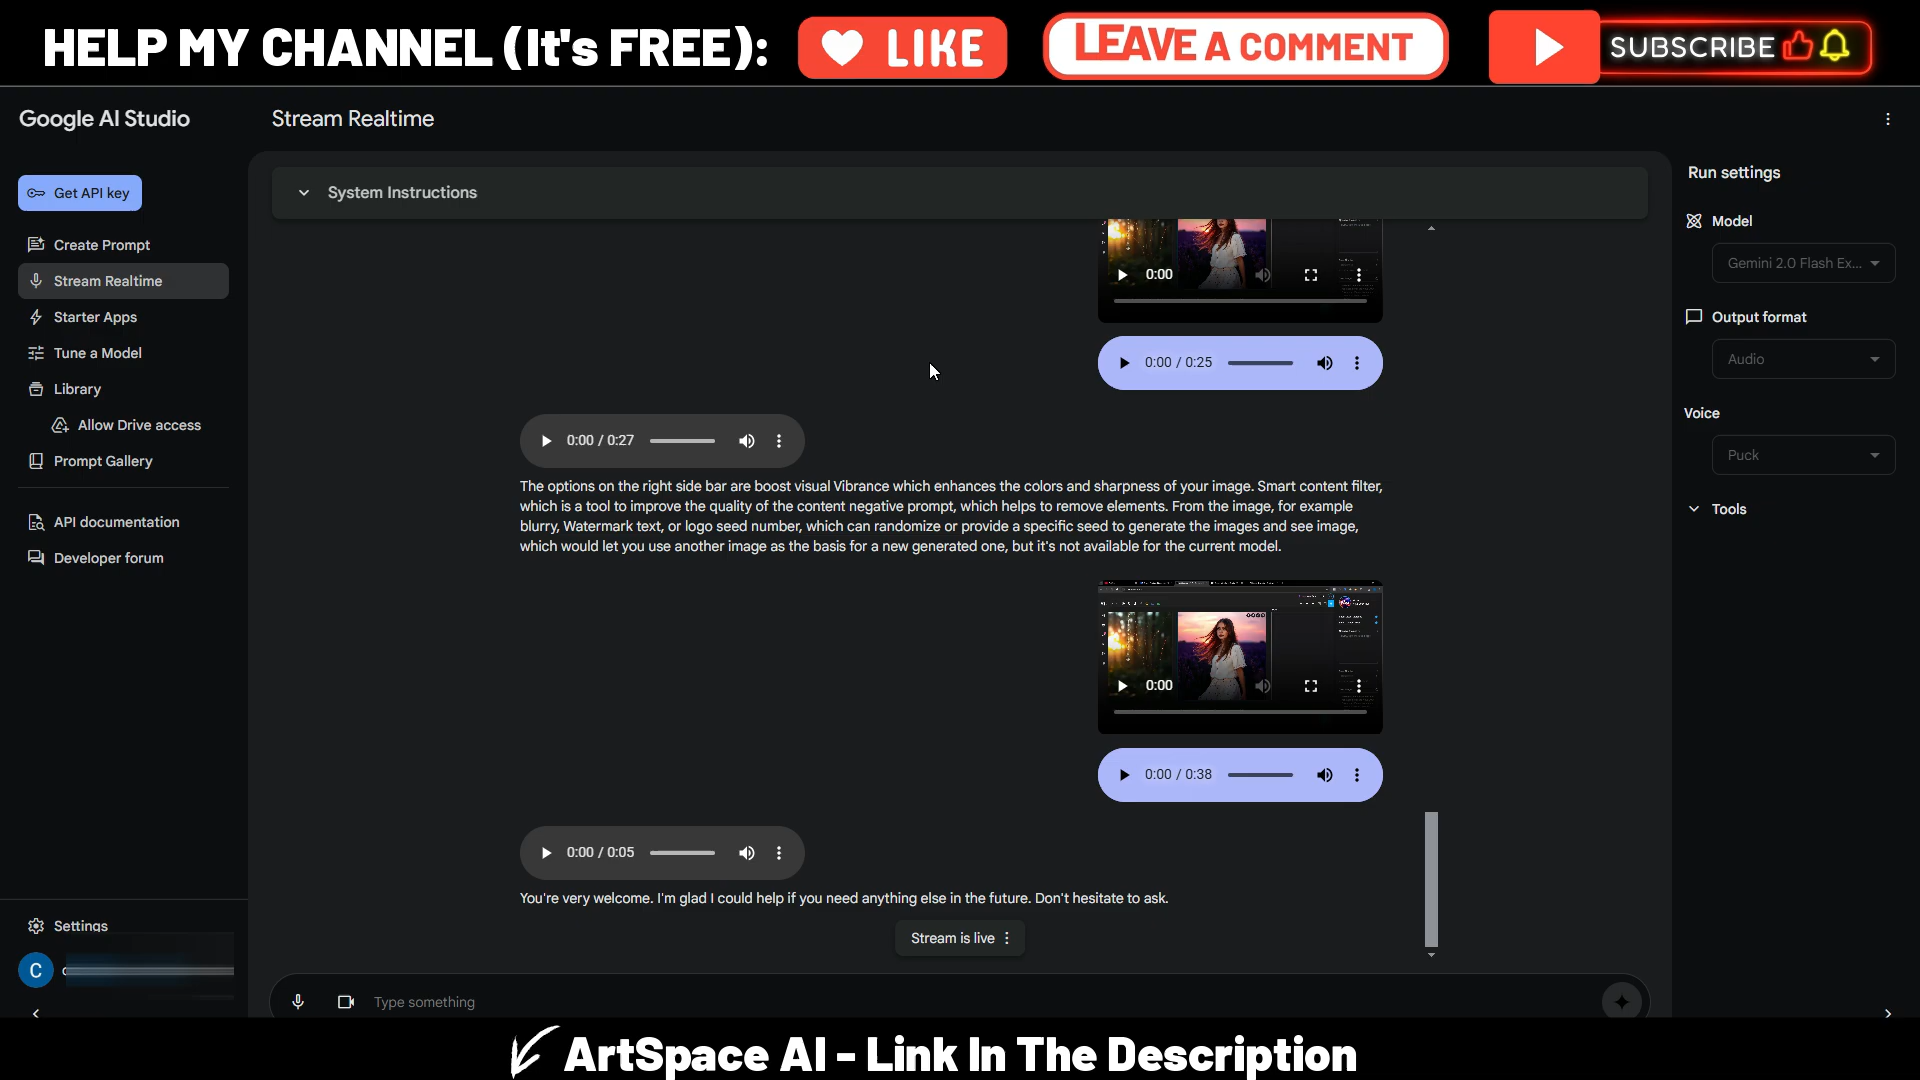 HELP MY CHANNEL (It's FREE):
LIKE
LEAVE A COMMENT
SUBSCRIBE
Google AI Studio
Stream Realtime
Get API key
Create Prompt
Stream Realtime
Starter Apps
Tune a Model
Library
Allow Drive access
Prompt Gallery
API documentation
Developer forum
Settings
C
System Instructions
0:00
0:00 / 0:25
0:00 / 0:27
The options on the right side bar are boost visual Vibrance which enhances the colors and sharpness of your image. Smart content filter,
which is a tool to improve the quality of the content negative prompt, which helps to remove elements. From the image, for example
blurry, Watermark text, or logo seed number, which can randomize or provide a specific seed to generate the images and see image,
which would let you use another image as the basis for a new generated one, but it's not available for the current model.
0:00
0:00 / 0:38
0:00 / 0:05
You're very welcome. I'm glad I could help if you need anything else in the future. Don't hesitate to ask.
Stream is live
Type something
Run settings
Model
Gemini 2.0 Flash Ex...
Output format
Audio
Voice
Puck
Tools
ArtSpace AI - Link In The Description